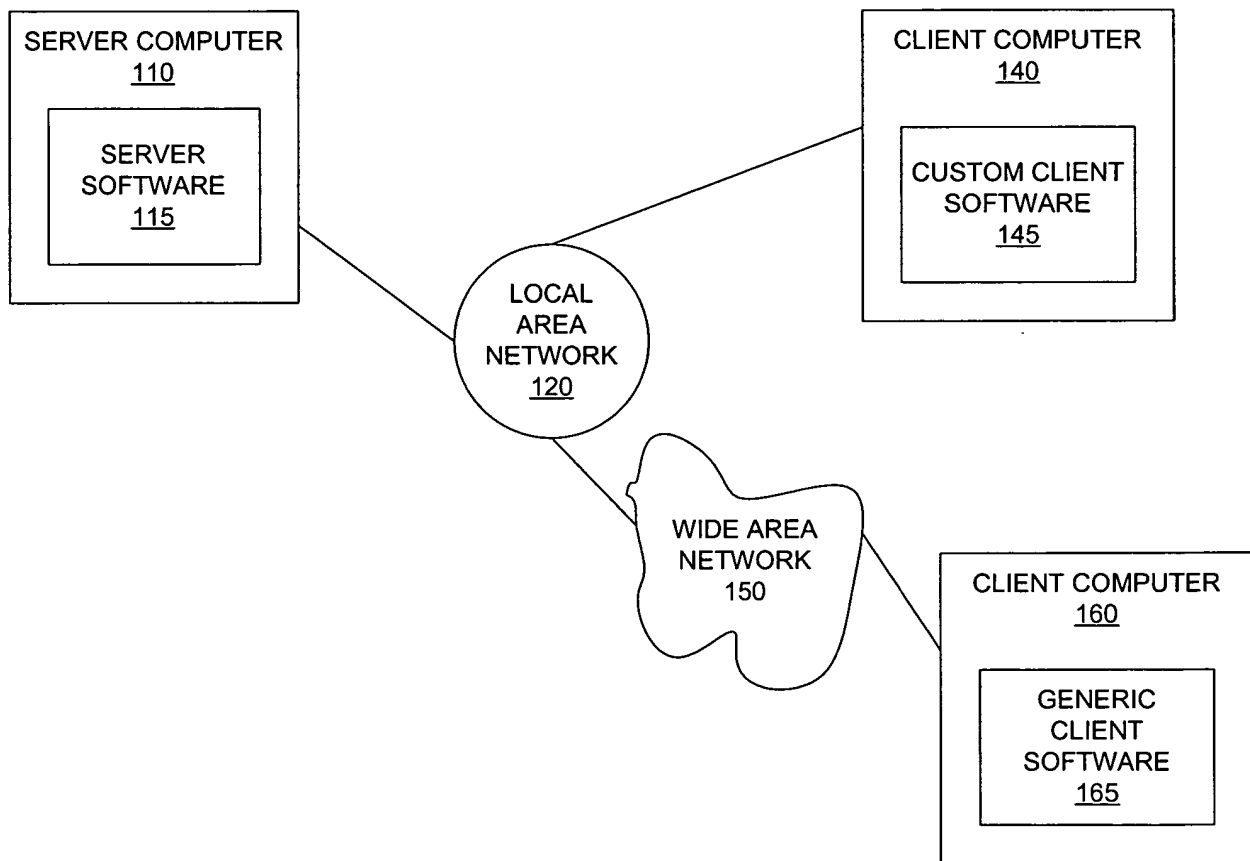 SERVER COMPUTER
110
SERVER
SOFTWARE
115
CLIENT COMPUTER
140
CUSTOM CLIENT
SOFTWARE
145
LOCAL
AREA
NETWORK
120
WIDE AREA
NETWORK
150
CLIENT COMPUTER
160
GENERIC
CLIENT
SOFTWARE
165